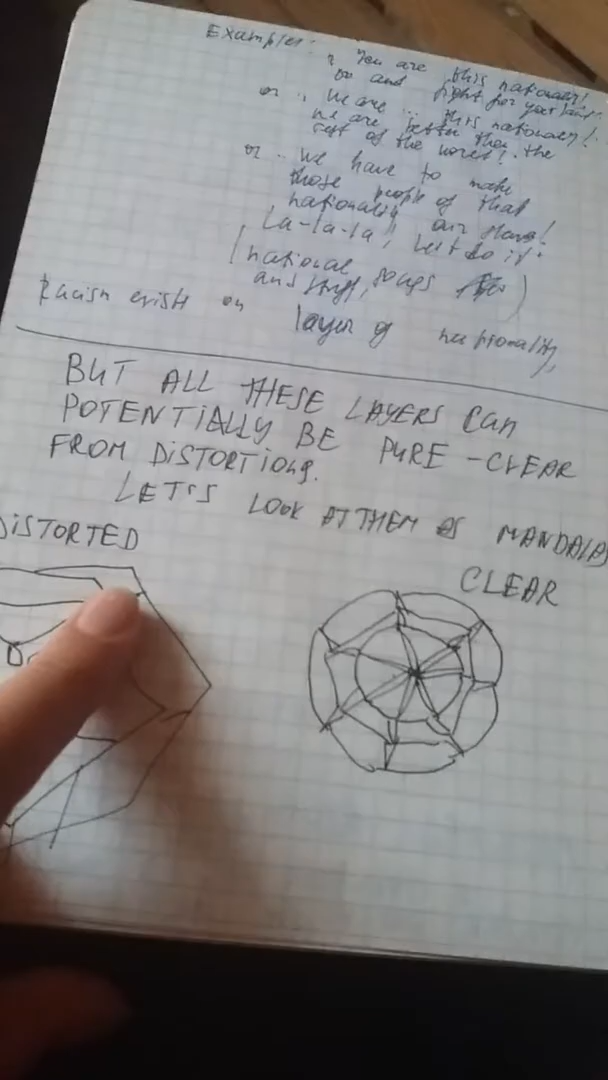 Examples:
You are this nationality!
Go and fight for your land!
or .. We are ... this nationality!
We are better then the
rest of the world!
or .. We have to make
those people of that
nationality our slaves!
La-la-la!! Let's do it!
(national songs
and stuff,)
Racism exists on layer of nationality,
BUT ALL THESE LAYERS CAN
POTENTIALLY BE PURE-CLEAR
FROM DISTORTIONS.
LET'S LOOK AT THEM AS MANDALAS
DISTORTED
CLEAR